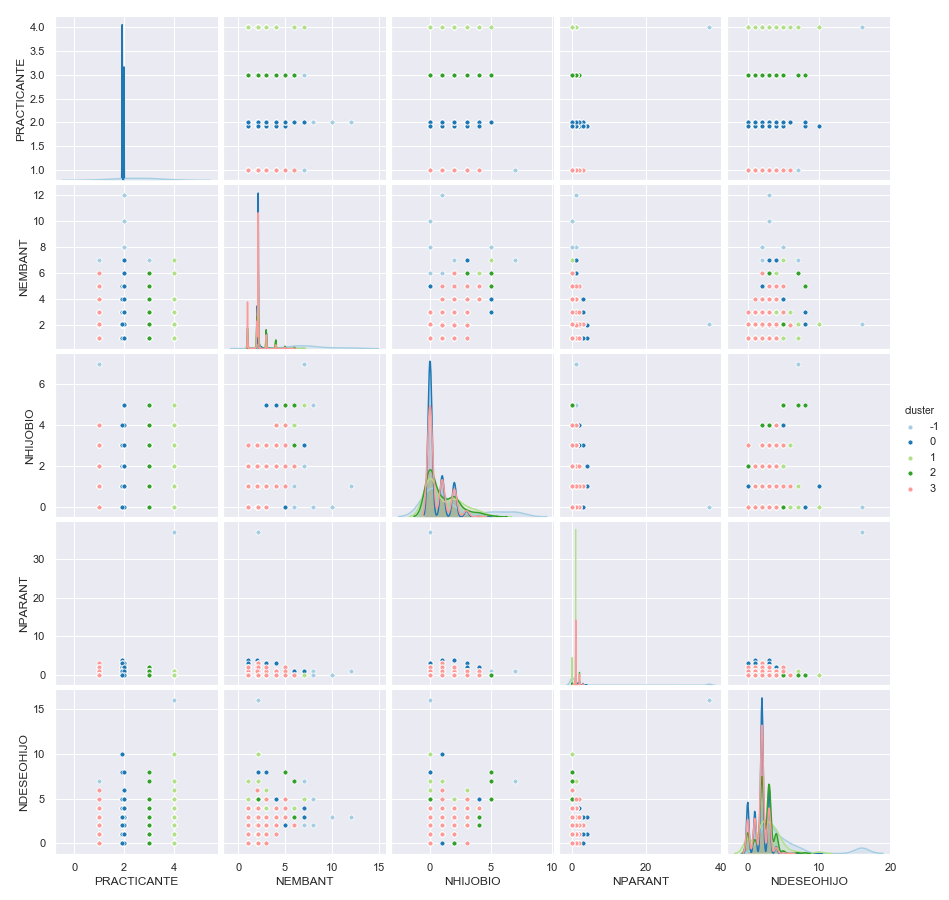 4.0
3.5
3.0
2.5
2.0
1.5
1.0
PRACTICANTE
12
10
8
6
4
2
NEMBANT
6
4
2
0
NHIJOBIO
cluster
-1
0
1
2
3
30
20
10
0
NPARANT
15
10
5
0
NDESEOHIJO
0 2 4
0 5 10 15
0 5 10
0 20 40
0 10 20
PRACTICANTE
NEMBANT
NHIJOBIO
NPARANT
NDESEOHIJO